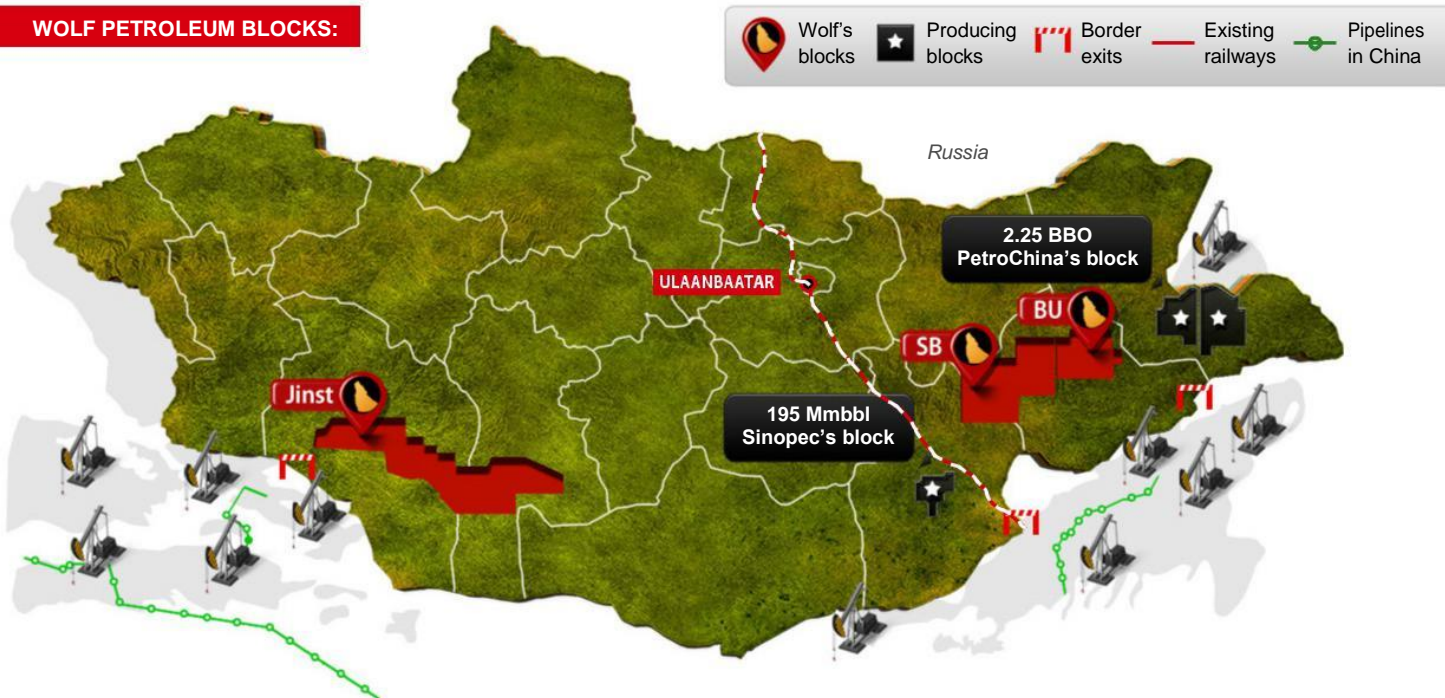 WOLF PETROLEUM BLOCKS:
Wolf's
blocks
Producing
blocks
Border
exits
Existing
railways
Pipelines
in China
Russia
2.25 BBO
PetroChina's block
ULAANBAATAR
BU
SB
Jinst
195 Mmbbl
Sinopec's block